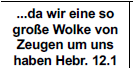 ...da wir eine so
große Wolke von
Zeugen um uns
haben Hebr. 12.1